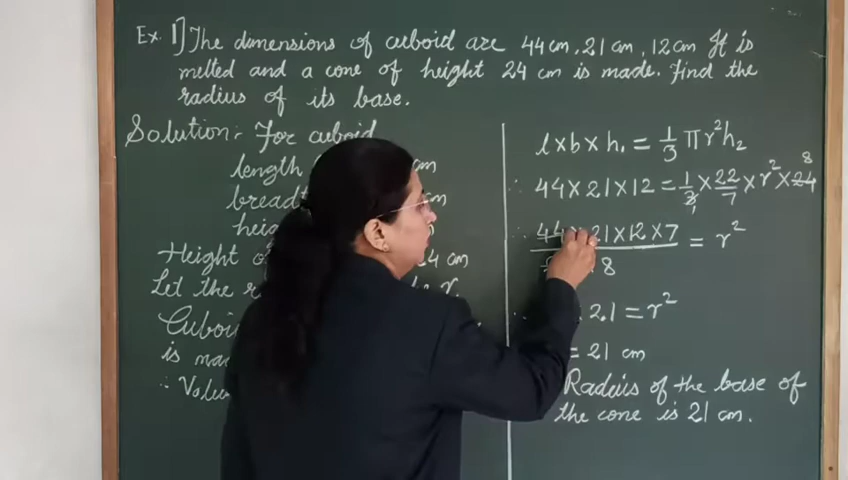 Ex. 1] The dimensions of cuboid are 44 cm, 21 cm, 12 cm It is
melted and a cone of height 24 cm is made. Find the
radius of its base.
Solution:- For cuboid
length cm
breadt m
heig
Height o 4 cm
Let the r r.
Cuboi
is ma
∴ Volu
l x b x h₁ = 1/3 π r² h₂
∴ 44 x 21 x 12 = 1/3 x 22/7 x r² x 24 8
∴ 44 x 21 x 12 x 7 / 8 = r²
21 = r²
= 21 cm
Radius of the base of
the cone is 21 cm.